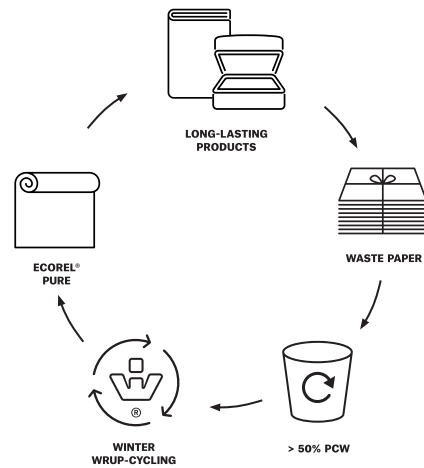 LONG-LASTING
PRODUCTS
WASTE PAPER
> 50% PCW
®
WINTER
WRUP-CYCLING
ECOREL®
PURE